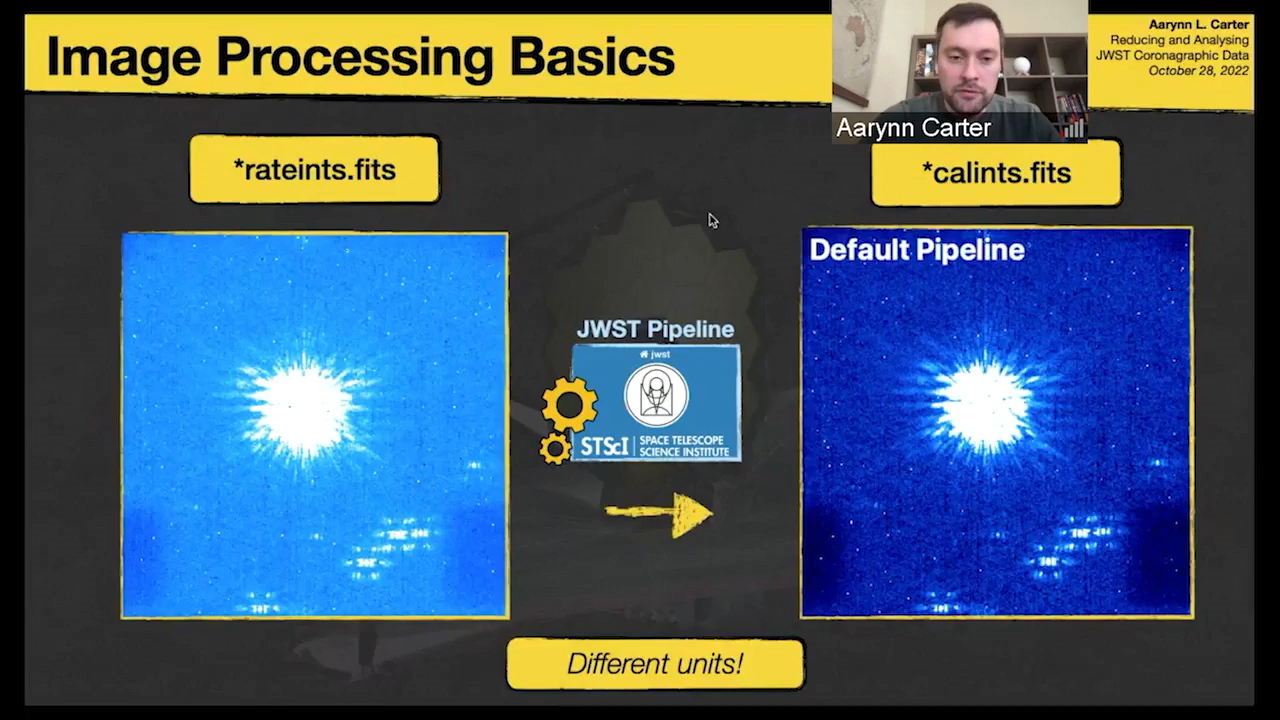 Image Processing Basics
Aarynn L. Carter
Reducing and Analysing
JWST Coronagraphic Data
October 28, 2022
Aarynn Carter
*rateints.fits
*calints.fits
Default Pipeline
JWST Pipeline
jwst
STScI
SPACE TELESCOPE
SCIENCE INSTITUTE
Different units!